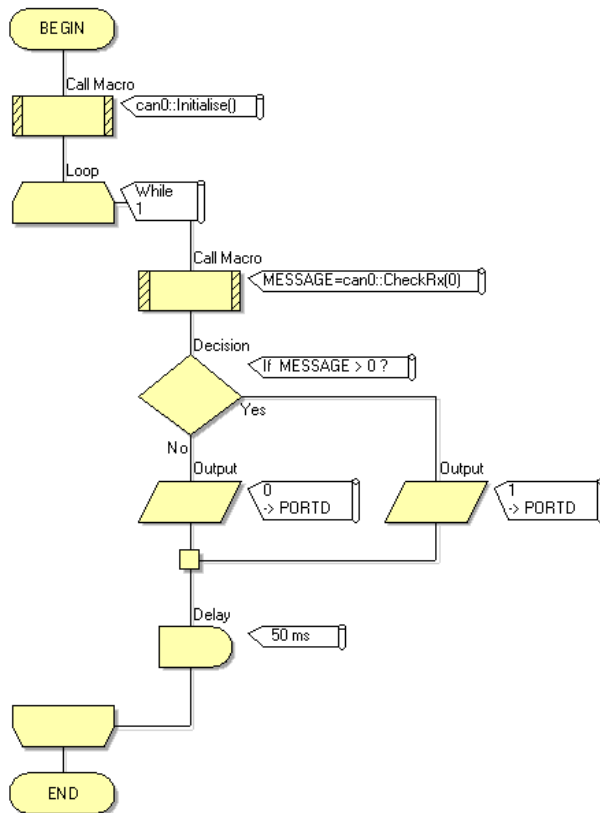 BEGIN
Call Macro
can0::Initialise()
Loop
While
1
Call Macro
MESSAGE=can0::CheckRx(0)
Decision
If MESSAGE > 0 ?
Yes
No
Output
0
-> PORTD
Output
1
-> PORTD
Delay
50 ms
END